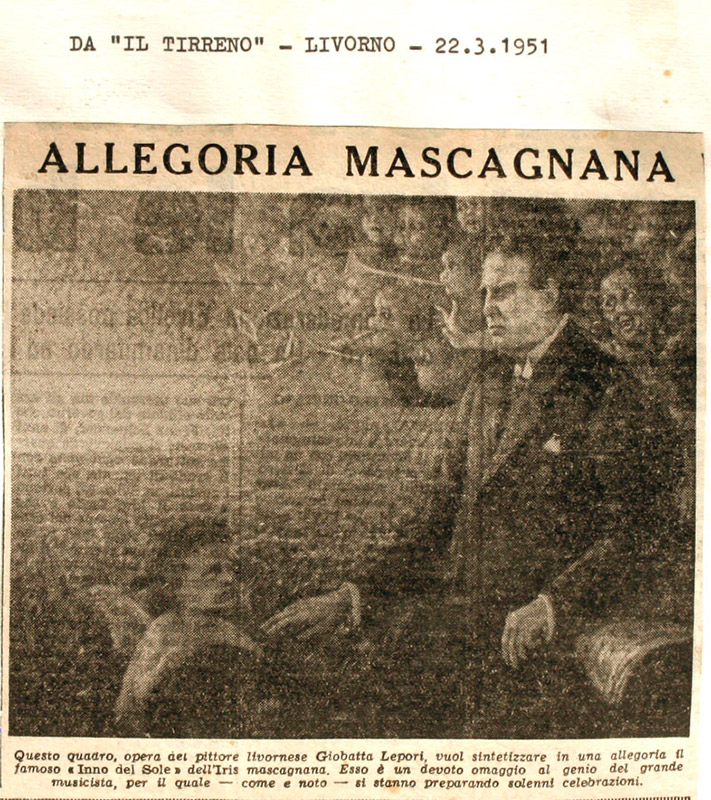 DA "IL TIRRENO" - LIVORNO - 22.3.1951
ALLEGORIA MASCAGNANA
Questo quadro, opera del pittore livornese Giobatta Lepori, vuol sintetizzare in una allegoria il
famoso « Inno del Sole » dell'Iris mascagnana. Esso è un devoto omaggio al genio del grande
musicista, per il quale — come e noto — si stanno preparando solenni celebrazioni.